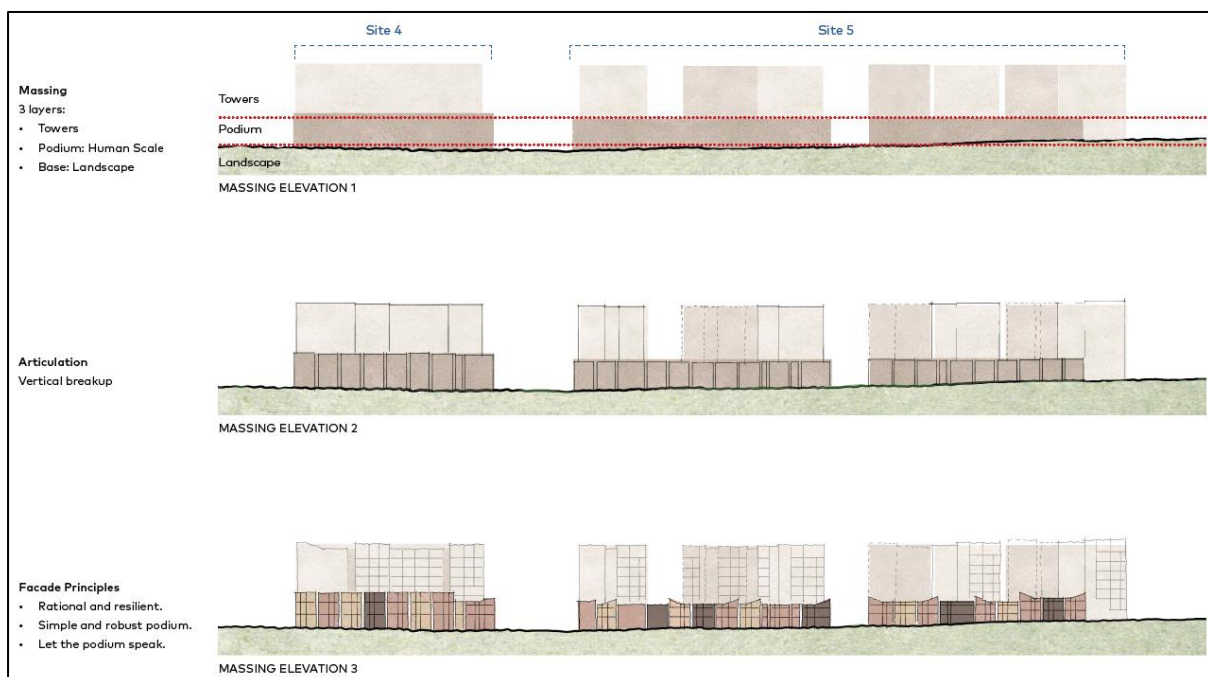 Site 4
Site 5
Massing
3 layers:
• Towers
• Podium: Human Scale
• Base: Landscape
Towers
Podium
Landscape
MASSING ELEVATION 1
Articulation
Vertical breakup
MASSING ELEVATION 2
Facade Principles
• Rational and resilient.
• Simple and robust podium.
• Let the podium speak.
MASSING ELEVATION 3